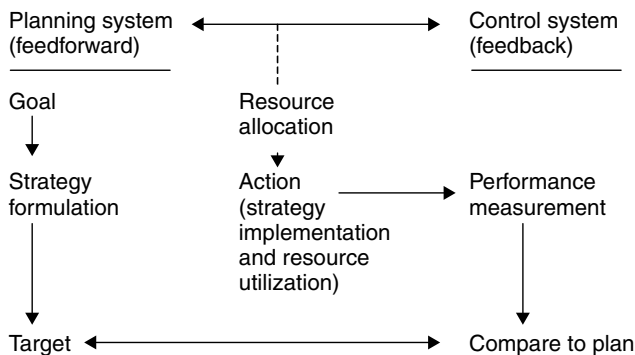 Planning system
(feedforward)
Control system
(feedback)
Goal
Resource
allocation
Strategy
formulation
Action
(strategy
implementation
and resource
utilization)
Performance
measurement
Target
Compare to plan